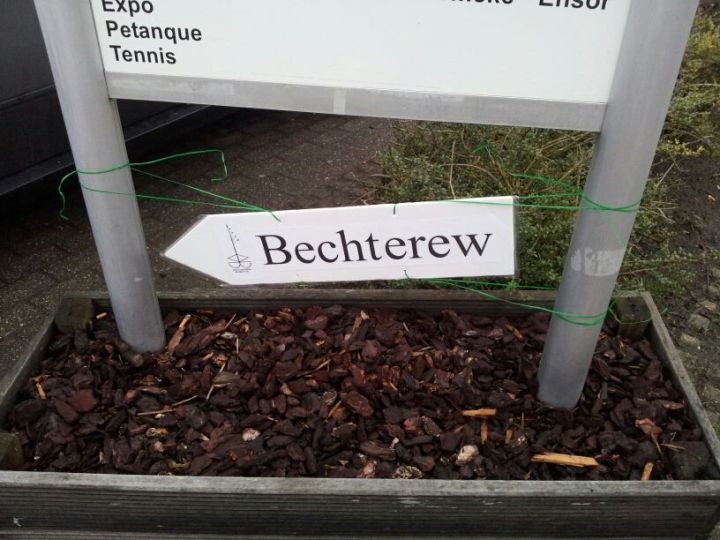 Expo
Petanque
Tennis
Ensor
Bechterew